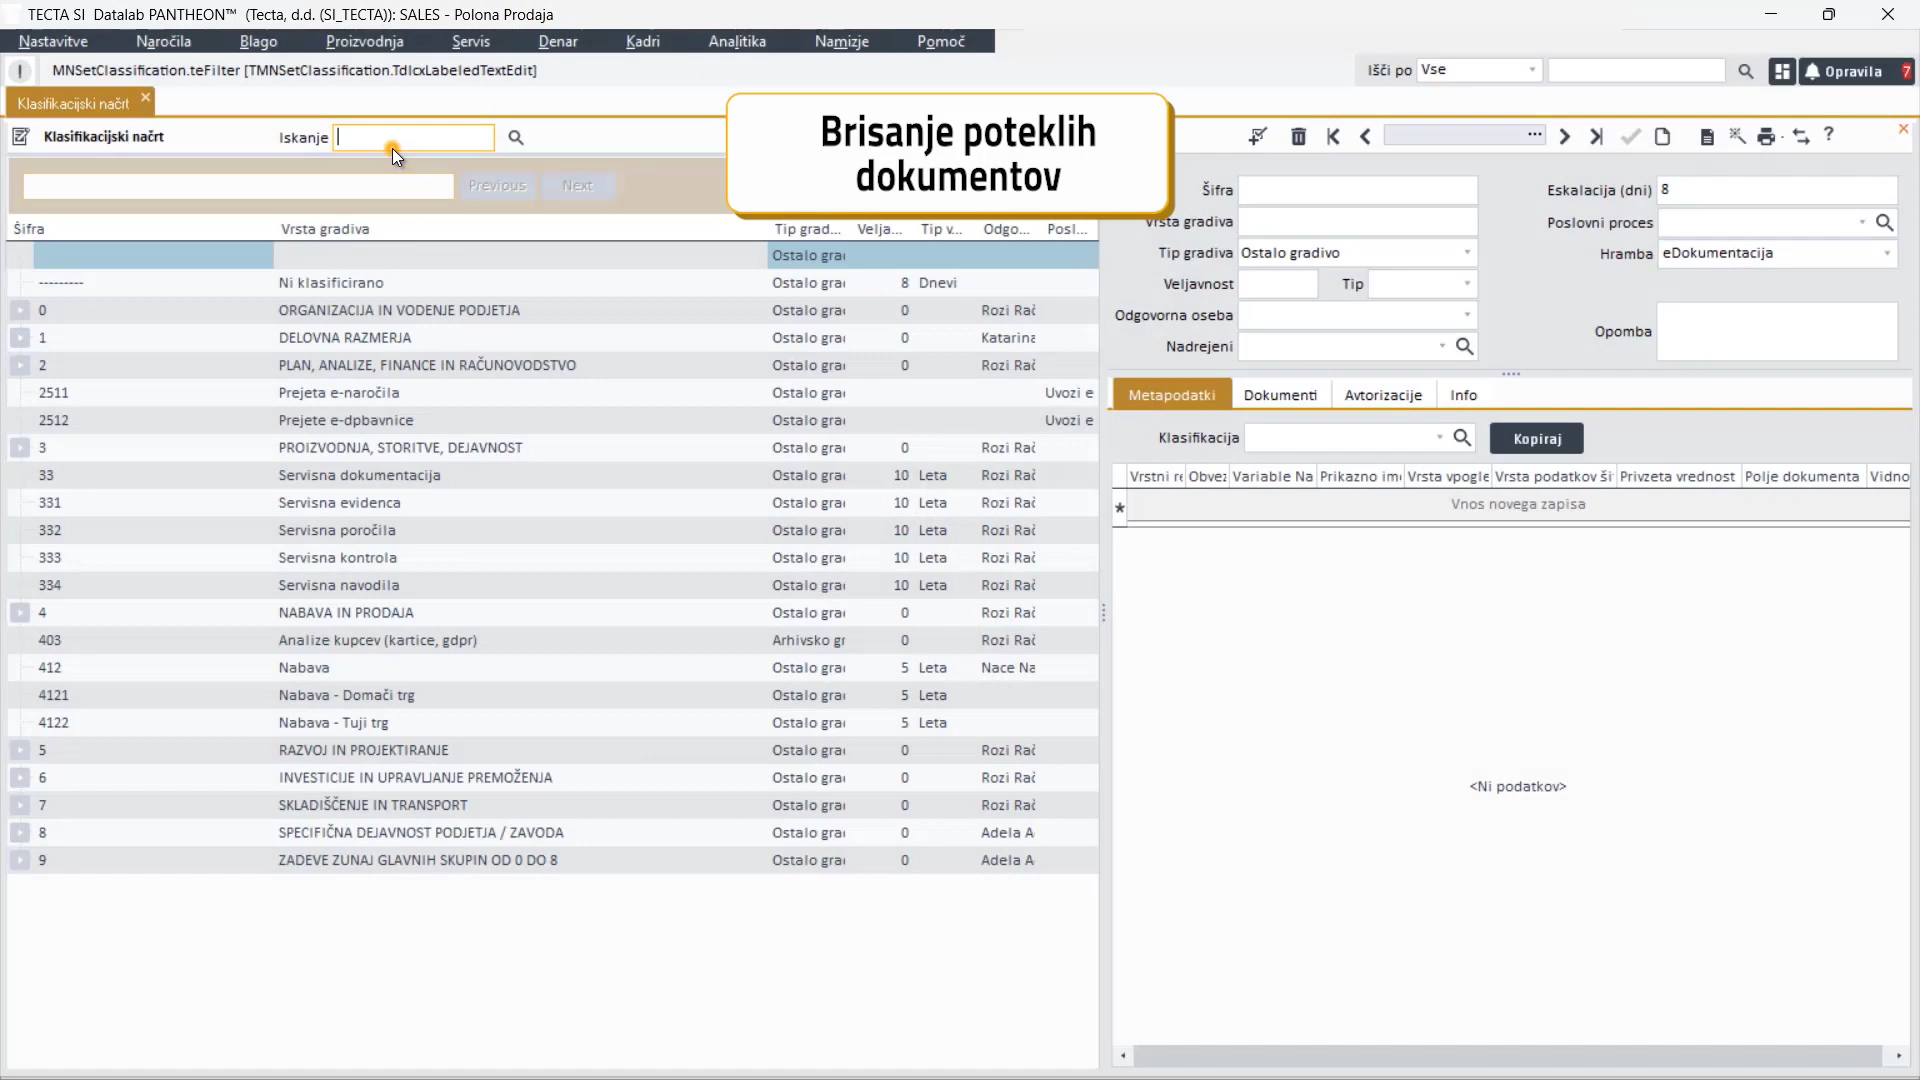 TECTA SI Datalab PANTHEON™ (Tecta, d.d. (SI_TECTA)): SALES - Polona Prodaja
Nastavitve Naročila Blago Proizvodnja Servis Denar Kadri Analitika Namizje Pomoč
MNSetClassification.teFilter [TMNSetClassification.TdlcxLabeledTextEdit]
Išči po Vse
Opravila 7
Klasifikacijski načrt
Klasifikacijski načrt Iskanje
Brisanje poteklih
dokumentov
Previous Next
Šifra Vrsta gradiva Tip grad... Velja... Tip v... Odgo... Posl...
Ostalo gra
--------- Ni klasificirano Ostalo gra 8 Dnevi
0 ORGANIZACIJA IN VODENJE PODJETJA Ostalo gra 0 Rozi Rač
1 DELOVNA RAZMERJA Ostalo gra 0 Katarina
2 PLAN, ANALIZE, FINANCE IN RAČUNOVODSTVO Ostalo gra 0 Rozi Rač
2511 Prejeta e-naročila Ostalo gra Uvozi e
2512 Prejete e-dpbavnice Ostalo gra Uvozi e
3 PROIZVODNJA, STORITVE, DEJAVNOST Ostalo gra 0 Rozi Rač
33 Servisna dokumentacija Ostalo gra 10 Leta Rozi Rač
331 Servisna evidenca Ostalo gra 10 Leta Rozi Rač
332 Servisna poročila Ostalo gra 10 Leta Rozi Rač
333 Servisna kontrola Ostalo gra 10 Leta Rozi Rač
334 Servisna navodila Ostalo gra 10 Leta Rozi Rač
4 NABAVA IN PRODAJA Ostalo gra 0 Rozi Rač
403 Analize kupcev (kartice, gdpr) Arhivsko gr 0 Rozi Rač
412 Nabava Ostalo gra 5 Leta Nace Na
4121 Nabava - Domači trg Ostalo gra 5 Leta
4122 Nabava - Tuji trg Ostalo gra 5 Leta
5 RAZVOJ IN PROJEKTIRANJE Ostalo gra 0 Rozi Rač
6 INVESTICIJE IN UPRAVLJANJE PREMOŽENJA Ostalo gra 0 Rozi Rač
7 SKLADIŠČENJE IN TRANSPORT Ostalo gra 0 Rozi Rač
8 SPECIFIČNA DEJAVNOST PODJETJA / ZAVODA Ostalo gra 0 Adela A
9 ZADEVE ZUNAJ GLAVNIH SKUPIN OD 0 DO 8 Ostalo gra 0 Adela A
Šifra Eskalacija (dni) 8
Vrsta gradiva Poslovni proces
Tip gradiva Ostalo gradivo Hramba eDokumentacija
Veljavnost Tip
Odgovorna oseba
Opomba
Nadrejeni
Metapodatki Dokumenti Avtorizacije Info
Klasifikacija Kopiraj
Vrstni re Obvez Variable Na Prikazno im Vrsta vpogle Vrsta podatkov ši Privzeta vrednost Polje dokumenta Vidno
* Vnos novega zapisa
<Ni podatkov>